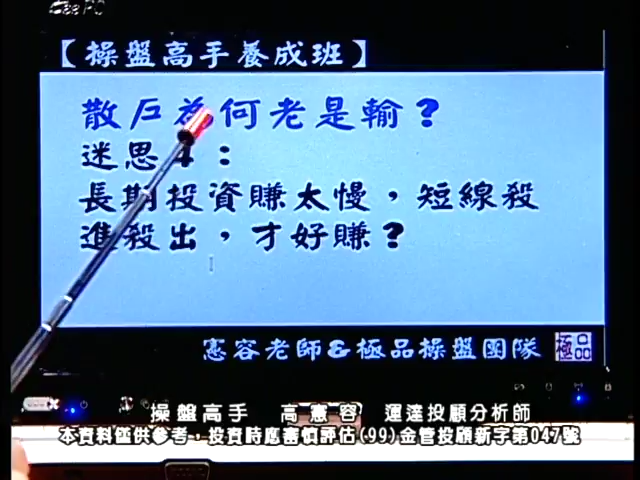 Eee PC
【操盤高手養成班】
散戶為何老是輸？
迷思4：
長期投資賺太慢，短線殺
進殺出，才好賺？
憲容老師&極品操盤團隊 極品
操盤高手 高憲容 運達投顧分析師
本資料僅供參考，投資時應審慎評估(99)金管投顧新字第047號